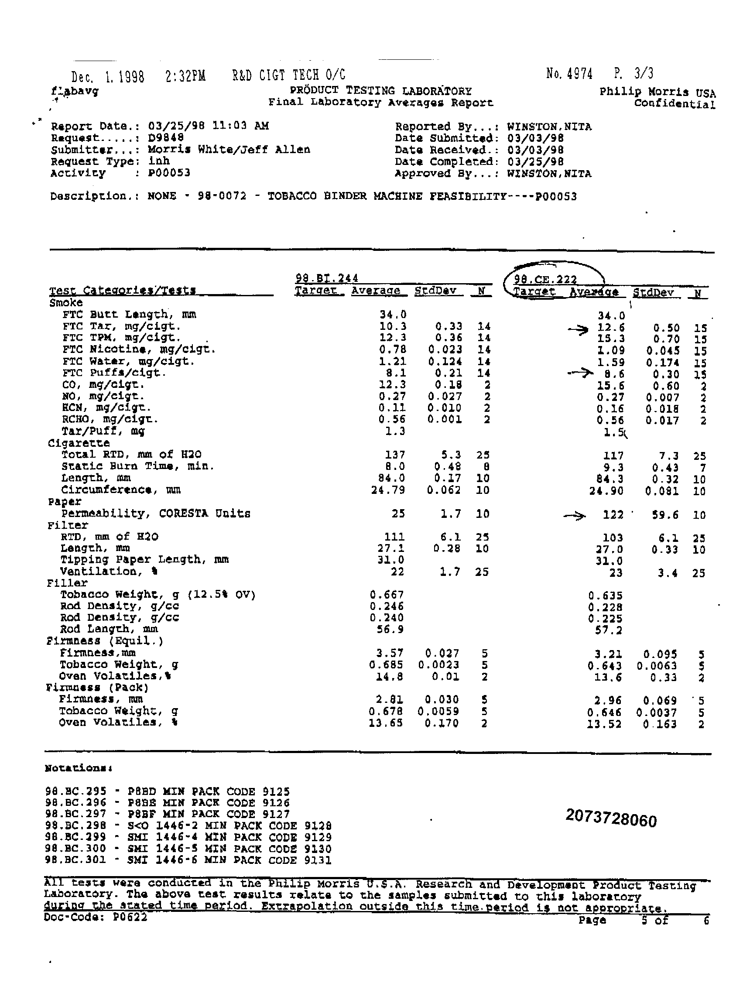 Dec. 1. 1998 2:32PM R&D CIGT TECH O/C No. 4974 P. 3/3
flabavg PRODUCT TESTING LABORATORY Philip Morris USA
Final Laboratory Averages Report Confidential
Report Date.: 03/25/98 11:03 AM Reported By...: WINSTON,NITA
Request.....: D9848 Date Submitted: 03/03/98
Submitter...: Morris White/Jeff Allen Date Received.: 03/03/98
Request Type: inh Date Completed: 03/25/98
Activity : P00053 Approved By...: WINSTON,NITA
Description.: NONE - 98-0072 - TOBACCO BINDER MACHINE FEASIBILITY----P00053
98.BI.244 98.CE.222
Test Categories/Tests Target Average StdDev N Target Average StdDev N
Smoke
FTC Butt Length, mm 34.0 34.0
FTC Tar, mg/cigt. 10.3 0.33 14 12.6 0.50 15
FTC TPM, mg/cigt. 12.3 0.36 14 15.3 0.70 15
FTC Nicotine, mg/cigt. 0.78 0.023 14 1.09 0.045 15
FTC Water, mg/cigt. 1.21 0.124 14 1.59 0.174 15
FTC Puffs/cigt. 8.1 0.21 14 8.6 0.30 15
CO, mg/cigt. 12.3 0.18 2 15.6 0.60 2
NO, mg/cigt. 0.27 0.027 2 0.27 0.007 2
HCN, mg/cigt. 0.11 0.010 2 0.16 0.018 2
RCHO, mg/cigt. 0.56 0.001 2 0.56 0.017 2
Tar/Puff, mg 1.3 1.5
Cigarette
Total RTD, mm of H2O 137 5.3 25 117 7.3 25
Static Burn Time, min. 8.0 0.48 8 9.3 0.43 7
Length, mm 84.0 0.17 10 84.3 0.32 10
Circumference, mm 24.79 0.062 10 24.90 0.081 10
Paper
Permeability, CORESTA Units 25 1.7 10 122 59.6 10
Filter
RTD, mm of H2O 111 6.1 25 103 6.1 25
Length, mm 27.1 0.28 10 27.0 0.33 10
Tipping Paper Length, mm 31.0 31.0
Ventilation, % 22 1.7 25 23 3.4 25
Filler
Tobacco Weight, g (12.5% OV) 0.667 0.635
Rod Density, g/cc 0.246 0.228
Rod Density, g/cc 0.240 0.225
Rod Length, mm 56.9 57.2
Firmness (Equil.)
Firmness,mm 3.57 0.027 5 3.21 0.095 5
Tobacco Weight, g 0.685 0.0023 5 0.643 0.0063 5
Oven Volatiles,% 14.8 0.01 2 13.6 0.33 2
Firmness (Pack)
Firmness, mm 2.81 0.030 5 2.96 0.069 5
Tobacco Weight, g 0.678 0.0059 5 0.646 0.0037 5
Oven Volatiles, % 13.65 0.170 2 13.52 0.163 2
Notations:
98.BC.295 - P8BD MIN PACK CODE 9125
98.BC.296 - P8BE MIN PACK CODE 9126
98.BC.297 - P8BF MIN PACK CODE 9127
98.BC.298 - S<O 1446-2 MIN PACK CODE 9128
98.BC.299 - SMI 1446-4 MIN PACK CODE 9129
98.BC.300 - SMI 1446-5 MIN PACK CODE 9130
98.BC.301 - SMI 1446-6 MIN PACK CODE 9131
2073728060
All tests were conducted in the Philip Morris U.S.A. Research and Development Product Testing
Laboratory. The above test results relate to the samples submitted to this laboratory
during the stated time period. Extrapolation outside this time period is not appropriate.
Doc-Code: P0622 Page 5 of 6